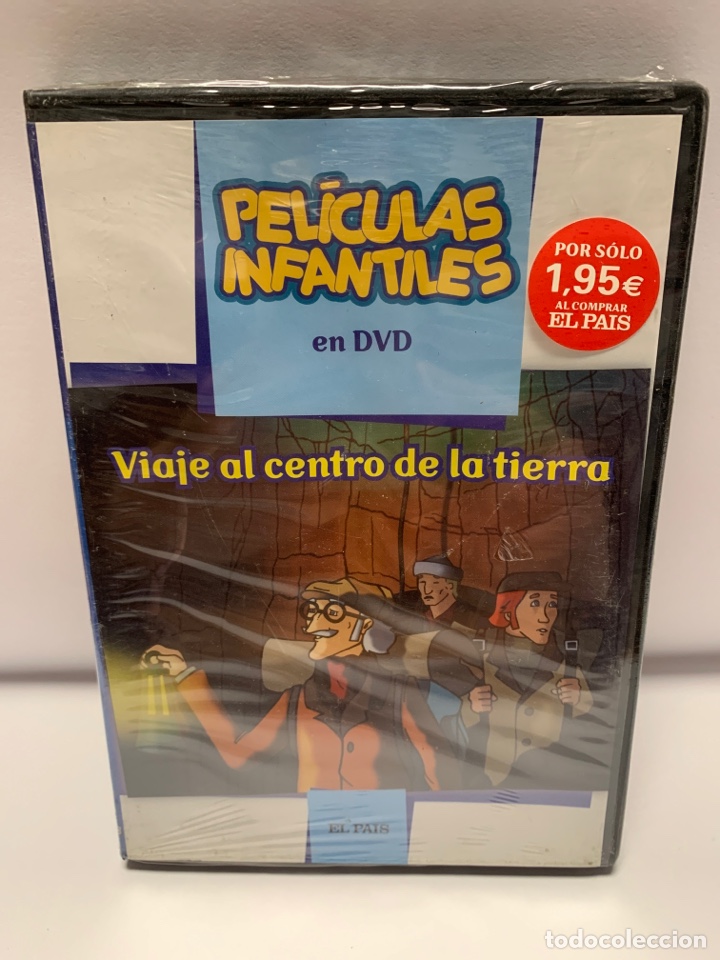 PELÍCULAS
INFANTILES
en DVD
POR SÓLO
1,95€
AL COMPRAR
EL PAIS
Viaje al centro de la tierra
EL PAIS
todocoleccion